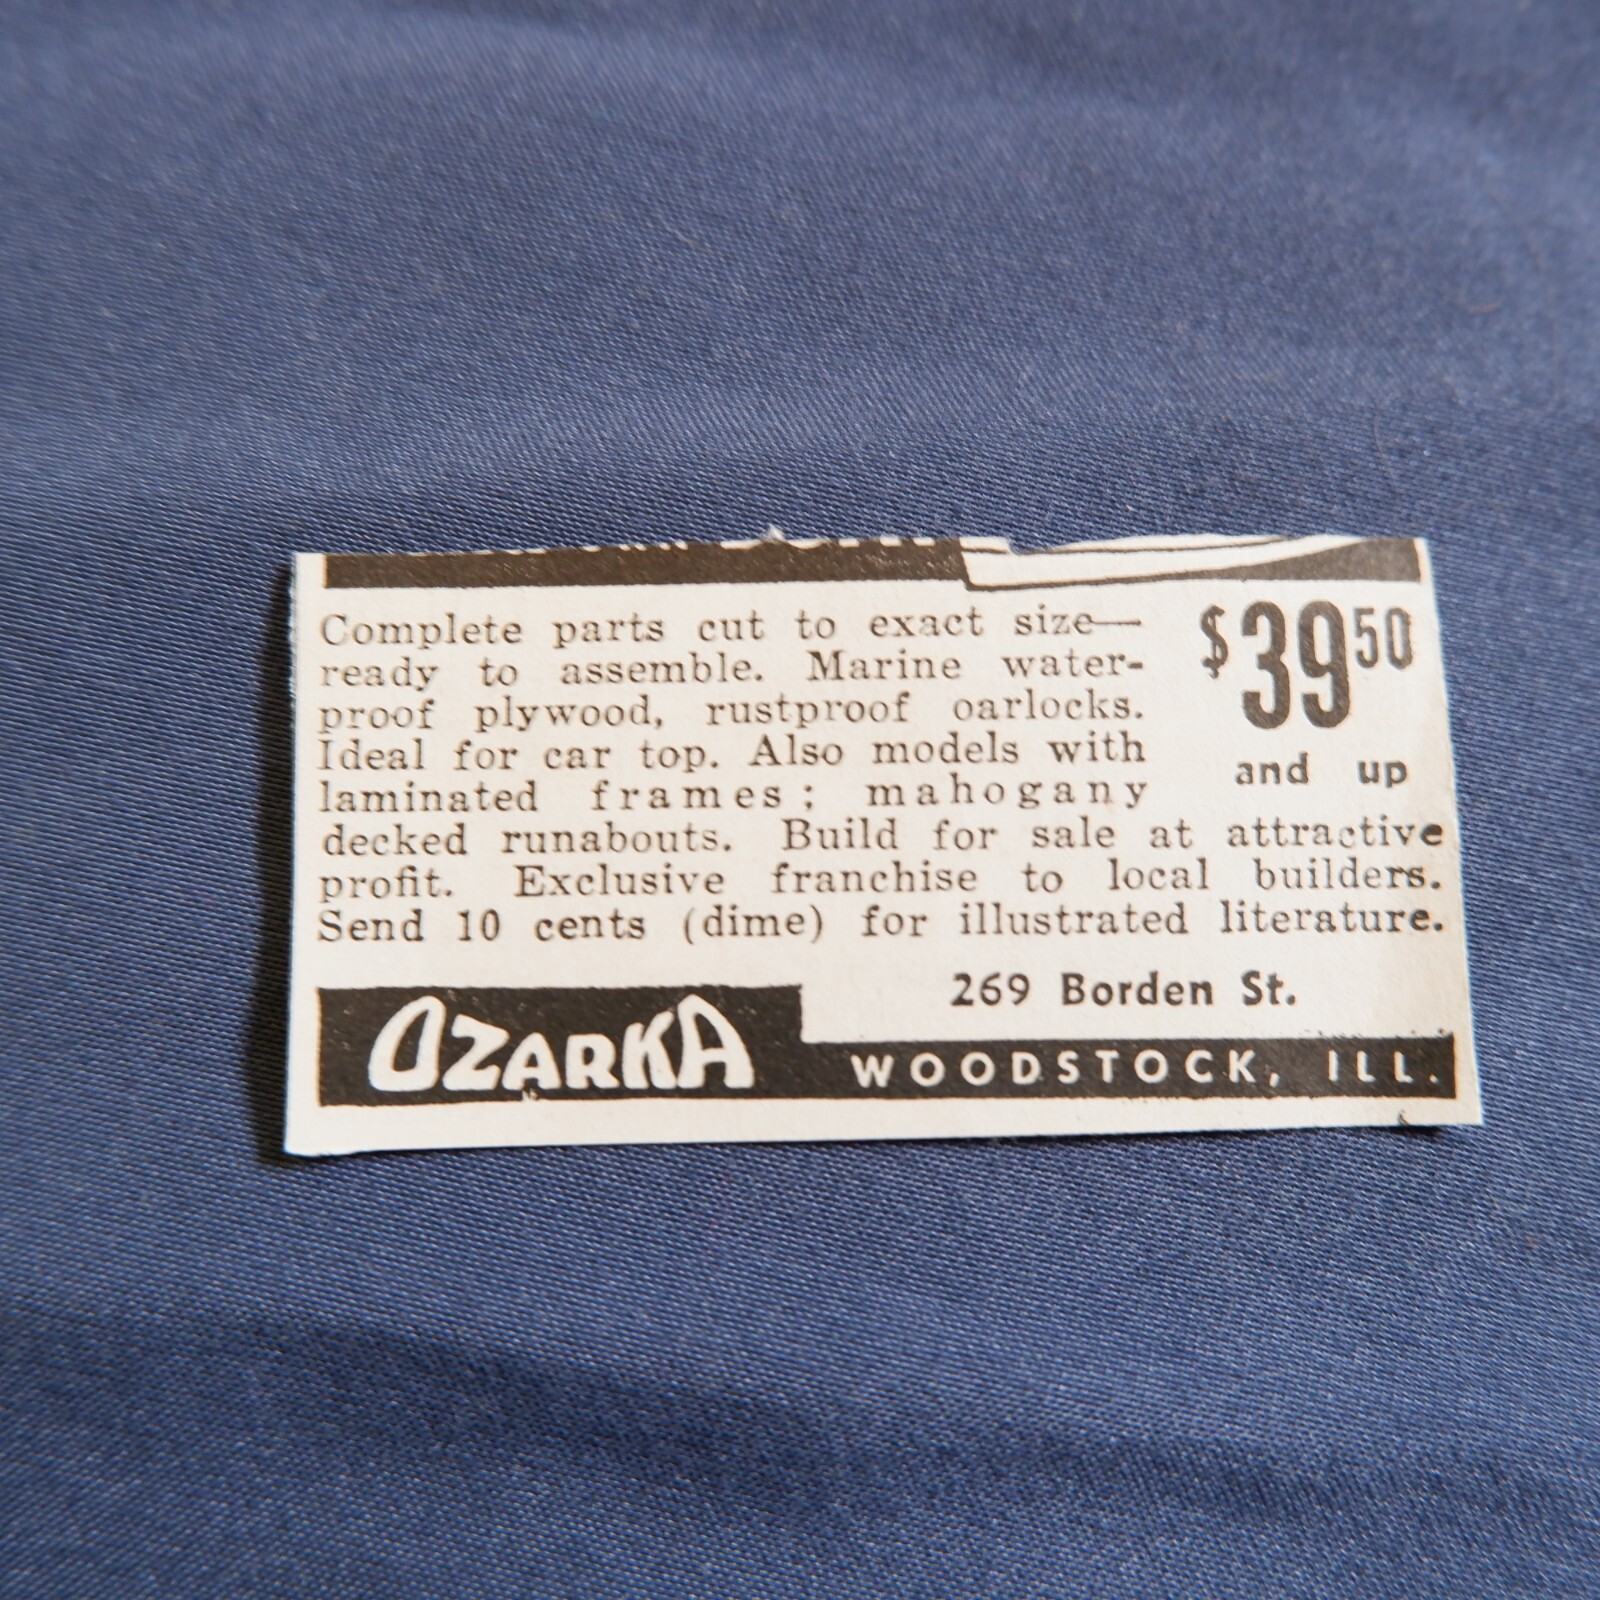 Complete parts cut to exact size—
ready to assemble. Marine water-
proof plywood, rustproof oarlocks.
Ideal for car top. Also models with
laminated frames; mahogany
decked runabouts. Build for sale at attractive
profit. Exclusive franchise to local builders.
Send 10 cents (dime) for illustrated literature.
$39.50
and up
269 Borden St.
OZARKA
WOODSTOCK, ILL.